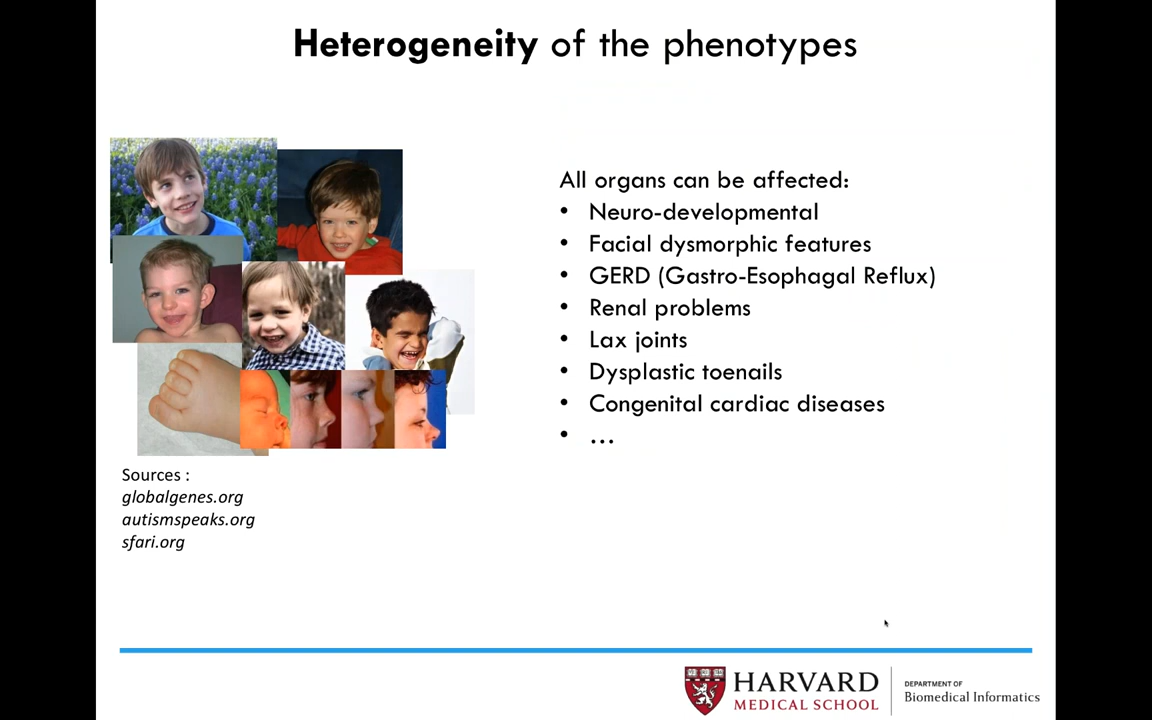 Heterogeneity of the phenotypes
All organs can be affected:
• Neuro-developmental
• Facial dysmorphic features
• GERD (Gastro-Esophagal Reflux)
• Renal problems
• Lax joints
• Dysplastic toenails
• Congenital cardiac diseases
• ...
Sources :
globalgenes.org
autismspeaks.org
sfari.org
HARVARD
MEDICAL SCHOOL
DEPARTMENT OF
Biomedical Informatics